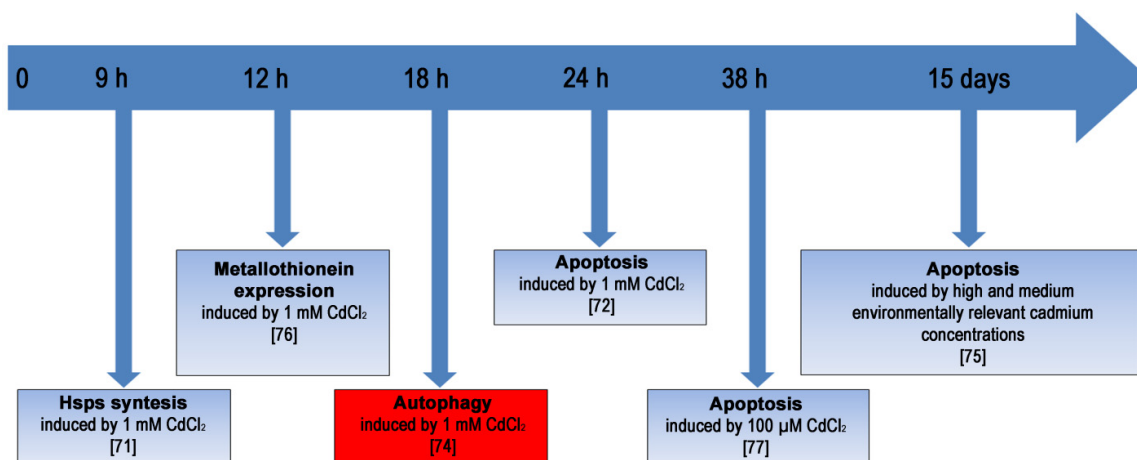 0 9 h 12 h 18 h 24 h 38 h 15 days
Metallothionein
expression
induced by 1 mM CdCl₂
[76]
Apoptosis
induced by 1 mM CdCl₂
[72]
Apoptosis
induced by high and medium
environmentally relevant cadmium
concentrations
[75]
Hsps syntesis
induced by 1 mM CdCl₂
[71]
Autophagy
induced by 1 mM CdCl₂
[74]
Apoptosis
induced by 100 µM CdCl₂
[77]